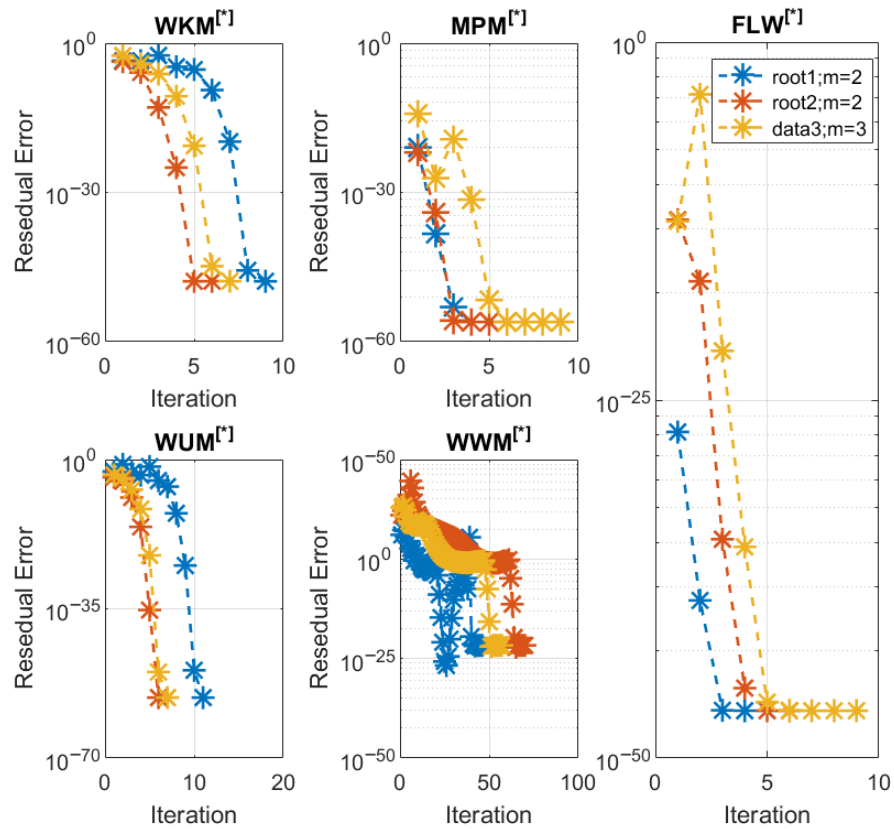 WKM[*]
10^0
10^-30
10^-60
Resedual Error
0 5 10
Iteration
MPM[*]
10^0
10^-30
10^-60
Resedual Error
0 5 10
Iteration
FLW[*]
10^0
10^-25
10^-50
root1;m=2
root2;m=2
data3;m=3
0 5 10
Iteration
WUM[*]
10^0
10^-35
10^-70
Resedual Error
0 10 20
Iteration
WWM[*]
10^-50
10^0
10^-25
10^-50
Resedual Error
0 50 100
Iteration